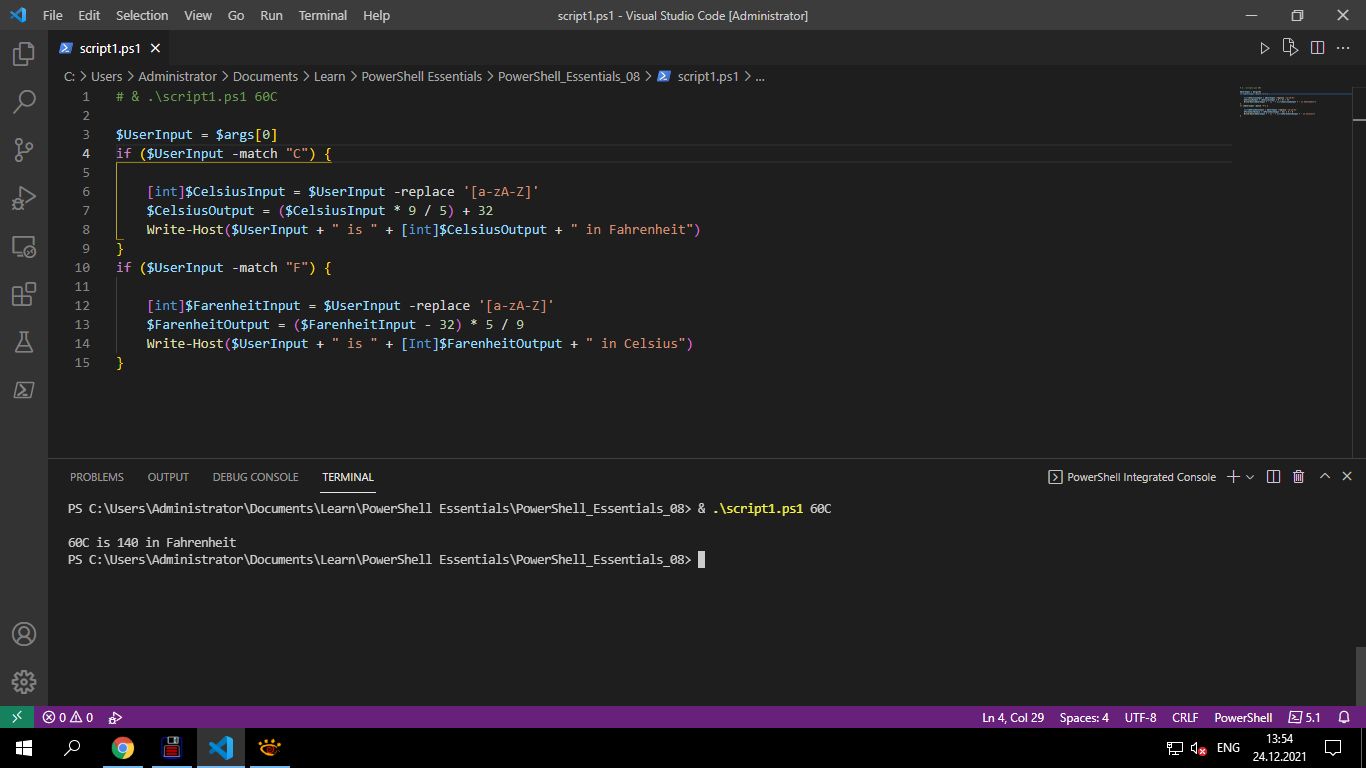 File Edit Selection View Go Run Terminal Help script1.ps1 - Visual Studio Code [Administrator]
script1.ps1
C: > Users > Administrator > Documents > Learn > PowerShell Essentials > PowerShell_Essentials_08 > script1.ps1 > ...
1 # & .\script1.ps1 60C
2
3 $UserInput = $args[0]
4 if ($UserInput -match "C") {
5
6 [int]$CelsiusInput = $UserInput -replace '[a-zA-Z]'
7 $CelsiusOutput = ($CelsiusInput * 9 / 5) + 32
8 Write-Host($UserInput + " is " + [int]$CelsiusOutput + " in Fahrenheit")
9 }
10 if ($UserInput -match "F") {
11
12 [int]$FarenheitInput = $UserInput -replace '[a-zA-Z]'
13 $FarenheitOutput = ($FarenheitInput - 32) * 5 / 9
14 Write-Host($UserInput + " is " + [Int]$FarenheitOutput + " in Celsius")
15 }
PROBLEMS OUTPUT DEBUG CONSOLE TERMINAL PowerShell Integrated Console
PS C:\Users\Administrator\Documents\Learn\PowerShell Essentials\PowerShell_Essentials_08> & .\script1.ps1 60C
60C is 140 in Fahrenheit
PS C:\Users\Administrator\Documents\Learn\PowerShell Essentials\PowerShell_Essentials_08>
0 0 Ln 4, Col 29 Spaces: 4 UTF-8 CRLF PowerShell 5.1
ENG 13:54
24.12.2021